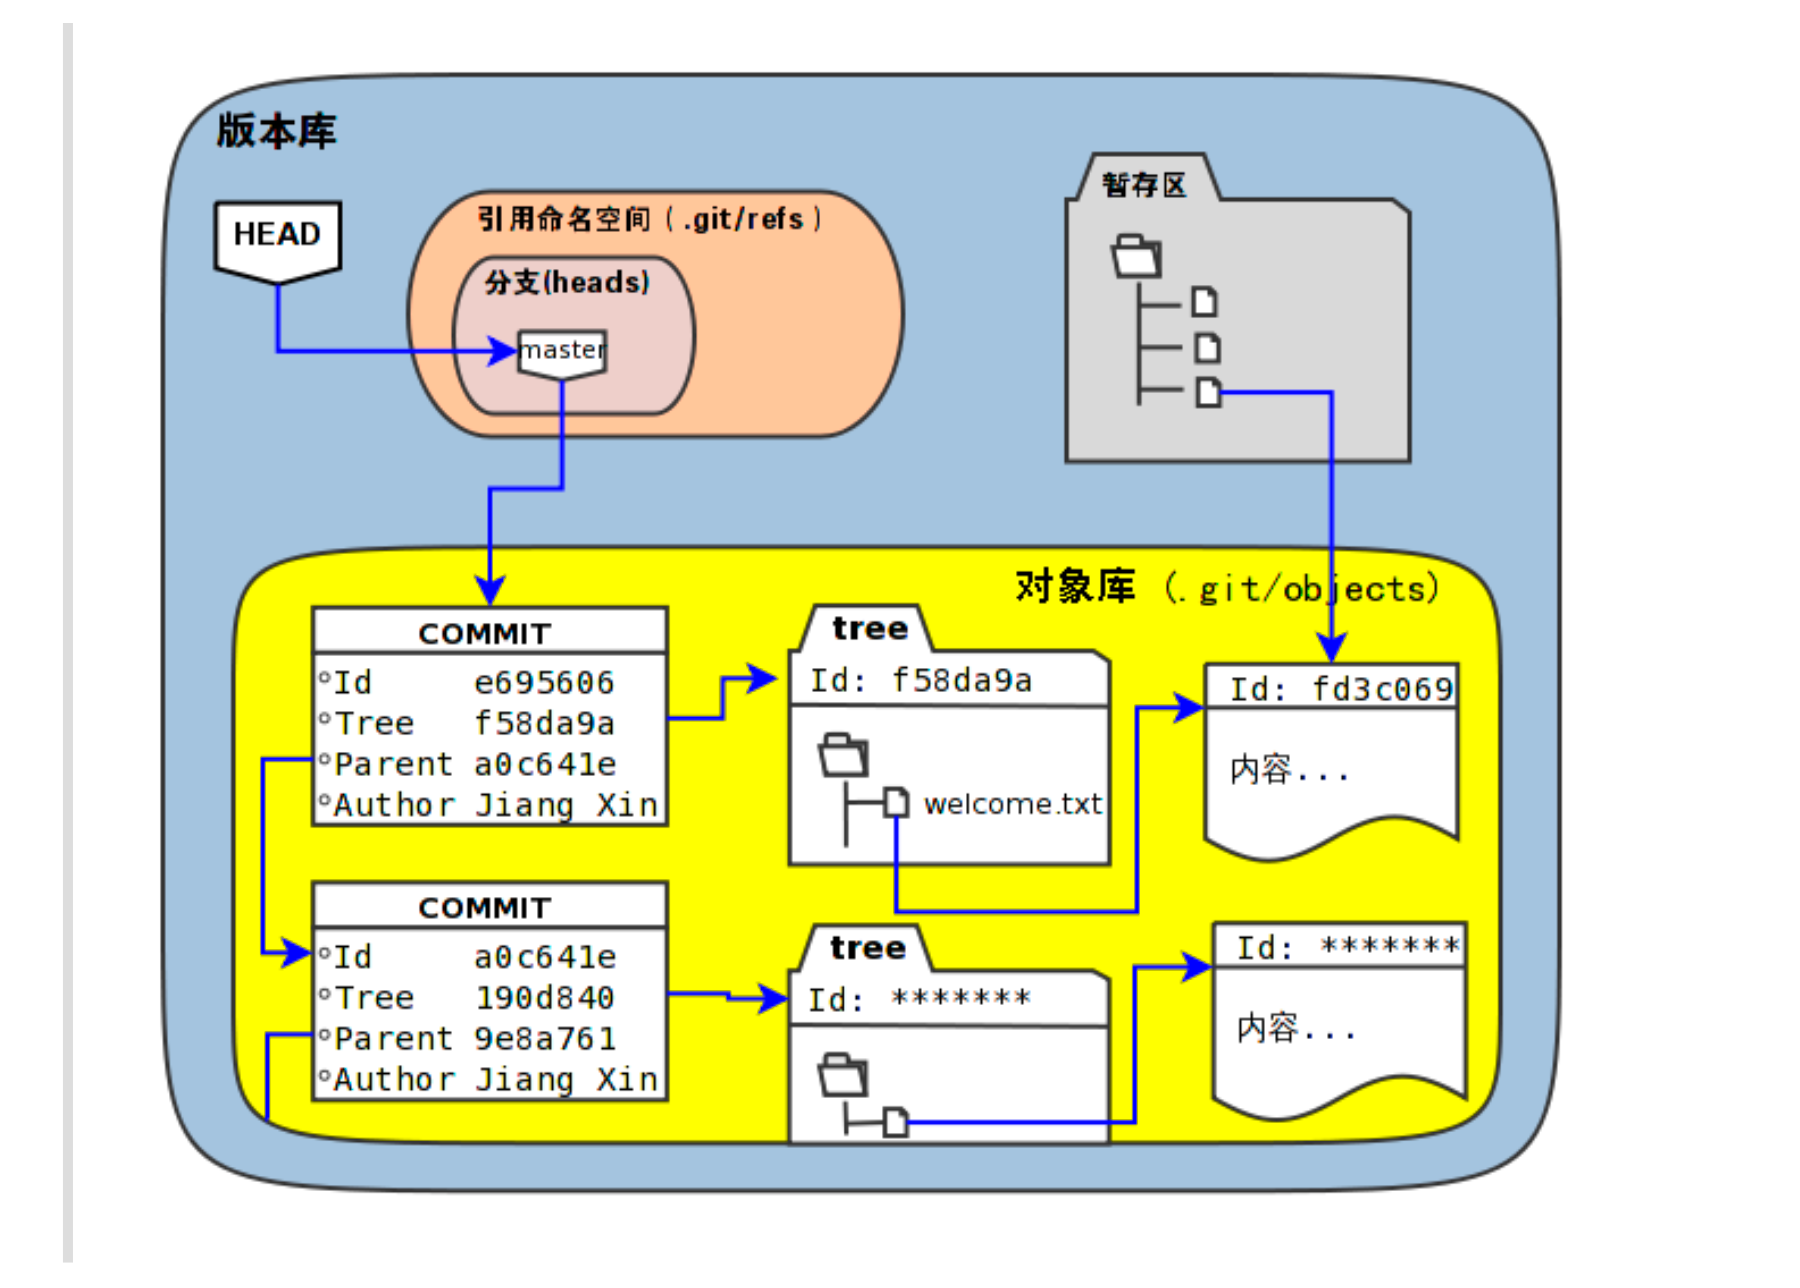 版本库
HEAD
引用命名空间 ( .git/refs )
分支(heads)
master
暂存区
对象库 (.git/objects)
COMMIT
Id e695606
Tree f58da9a
Parent a0c641e
Author Jiang Xin
tree
Id: f58da9a
welcome.txt
Id: fd3c069
内容...
COMMIT
Id a0c641e
Tree 190d840
Parent 9e8a761
Author Jiang Xin
tree
Id: *******
Id: *******
内容...